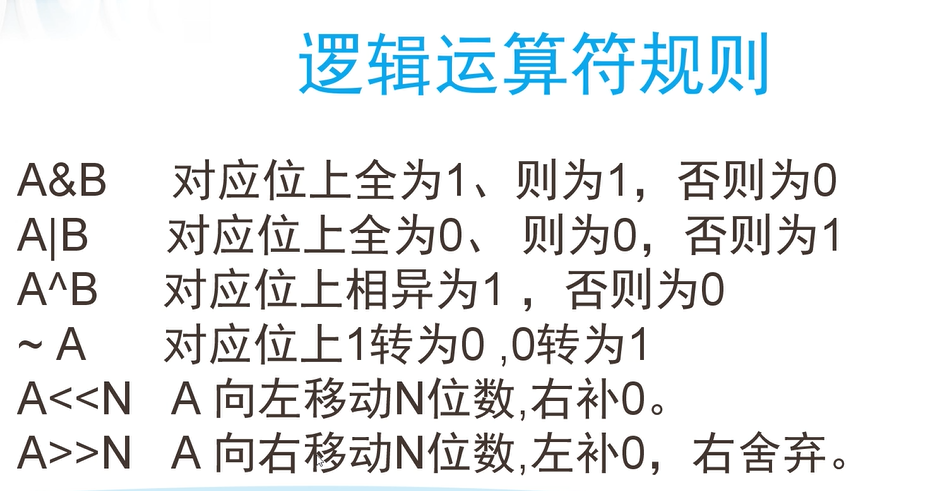 逻辑运算符规则
A&B 对应位上全为1、则为1，否则为0
A|B 对应位上全为0、 则为0，否则为1
A^B 对应位上相异为1 ，否则为0
~ A 对应位上1转为0 ,0转为1
A<<N A 向左移动N位数,右补0。
A>>N A 向右移动N位数,左补0，右舍弃。